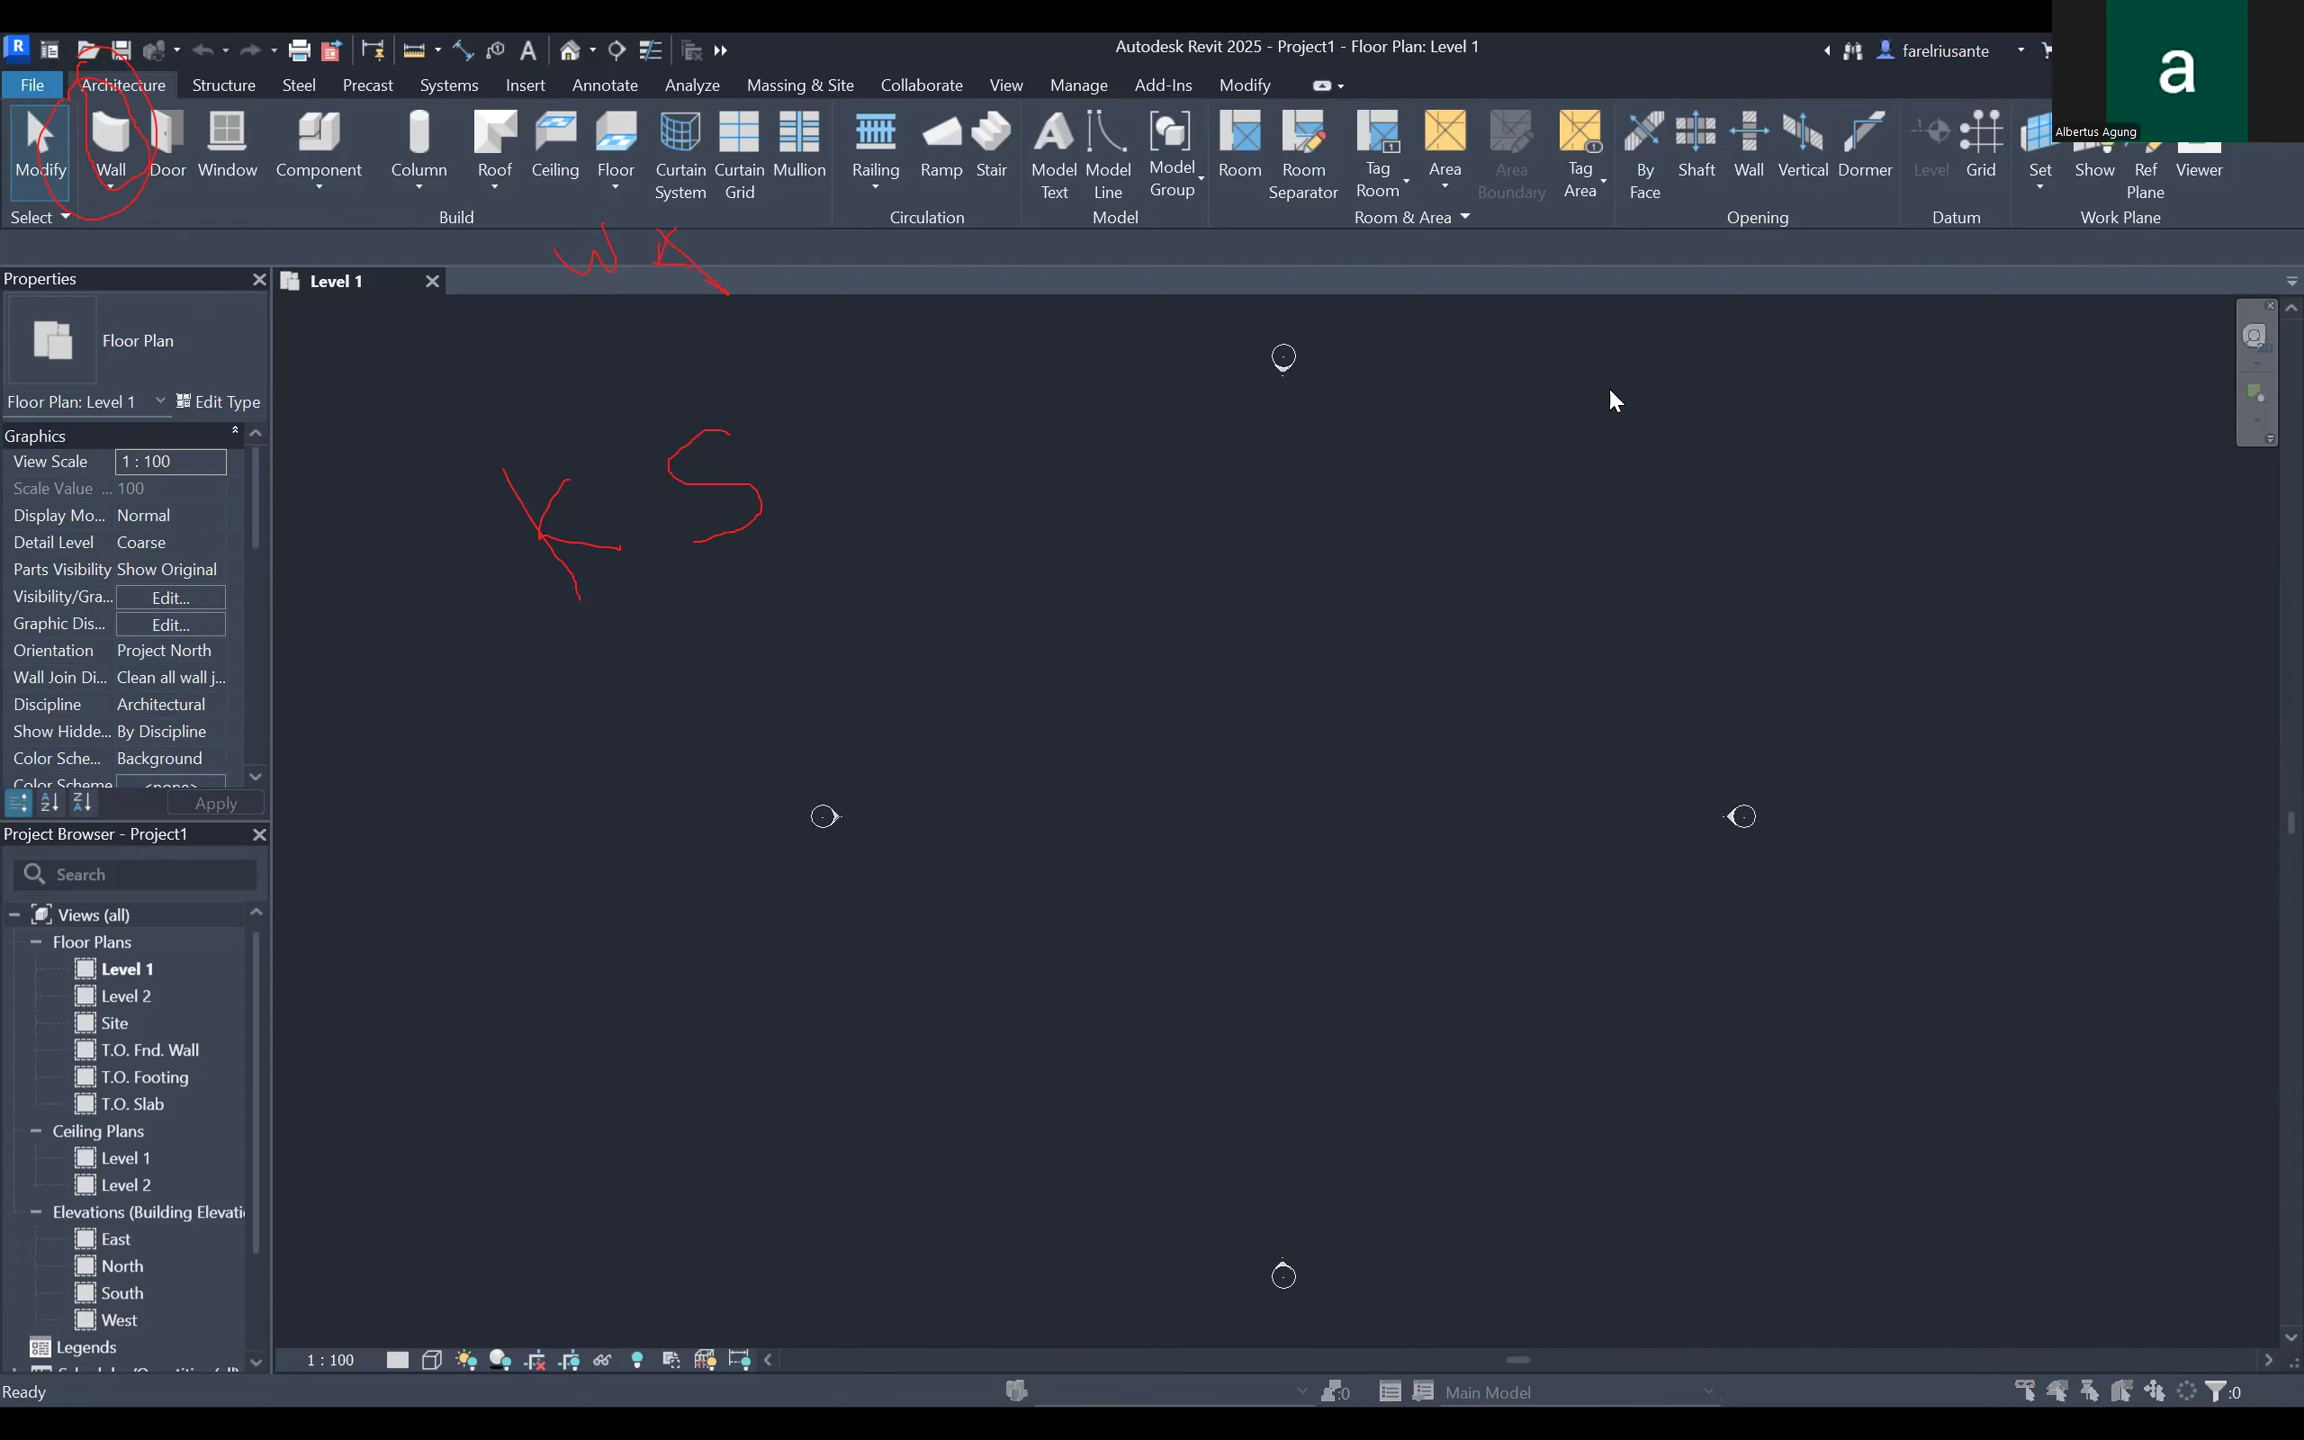 Autodesk Revit 2025 - Project1 - Floor Plan: Level 1
farelriusante
a
Albertus Agung
File Architecture Structure Steel Precast Systems Insert Annotate Analyze Massing & Site Collaborate View Manage Add-Ins Modify
Modify Wall Door Window Component Column Roof Ceiling Floor Curtain System Curtain Grid Mullion Railing Ramp Stair Model Text Model Line Model Group Room Room Separator Tag Room Area Area Boundary Tag Area By Face Shaft Wall Vertical Dormer Level Grid Set Show Ref Plane Viewer
Select Build Circulation Model Room & Area Opening Datum Work Plane
W
Properties
Level 1
Floor Plan
K S
Floor Plan: Level 1 Edit Type
Graphics
View Scale 1 : 100
Scale Value ... 100
Display Mo... Normal
Detail Level Coarse
Parts Visibility Show Original
Visibility/Gra... Edit...
Graphic Dis... Edit...
Orientation Project North
Wall Join Di... Clean all wall j...
Discipline Architectural
Show Hidde... By Discipline
Color Sche... Background
Color Scheme <none>
Apply
Project Browser - Project1
Search
Views (all)
Floor Plans
Level 1
Level 2
Site
T.O. Fnd. Wall
T.O. Footing
T.O. Slab
Ceiling Plans
Level 1
Level 2
Elevations (Building Elevati
East
North
South
West
Legends
1 : 100
Ready
:0
Main Model
:0